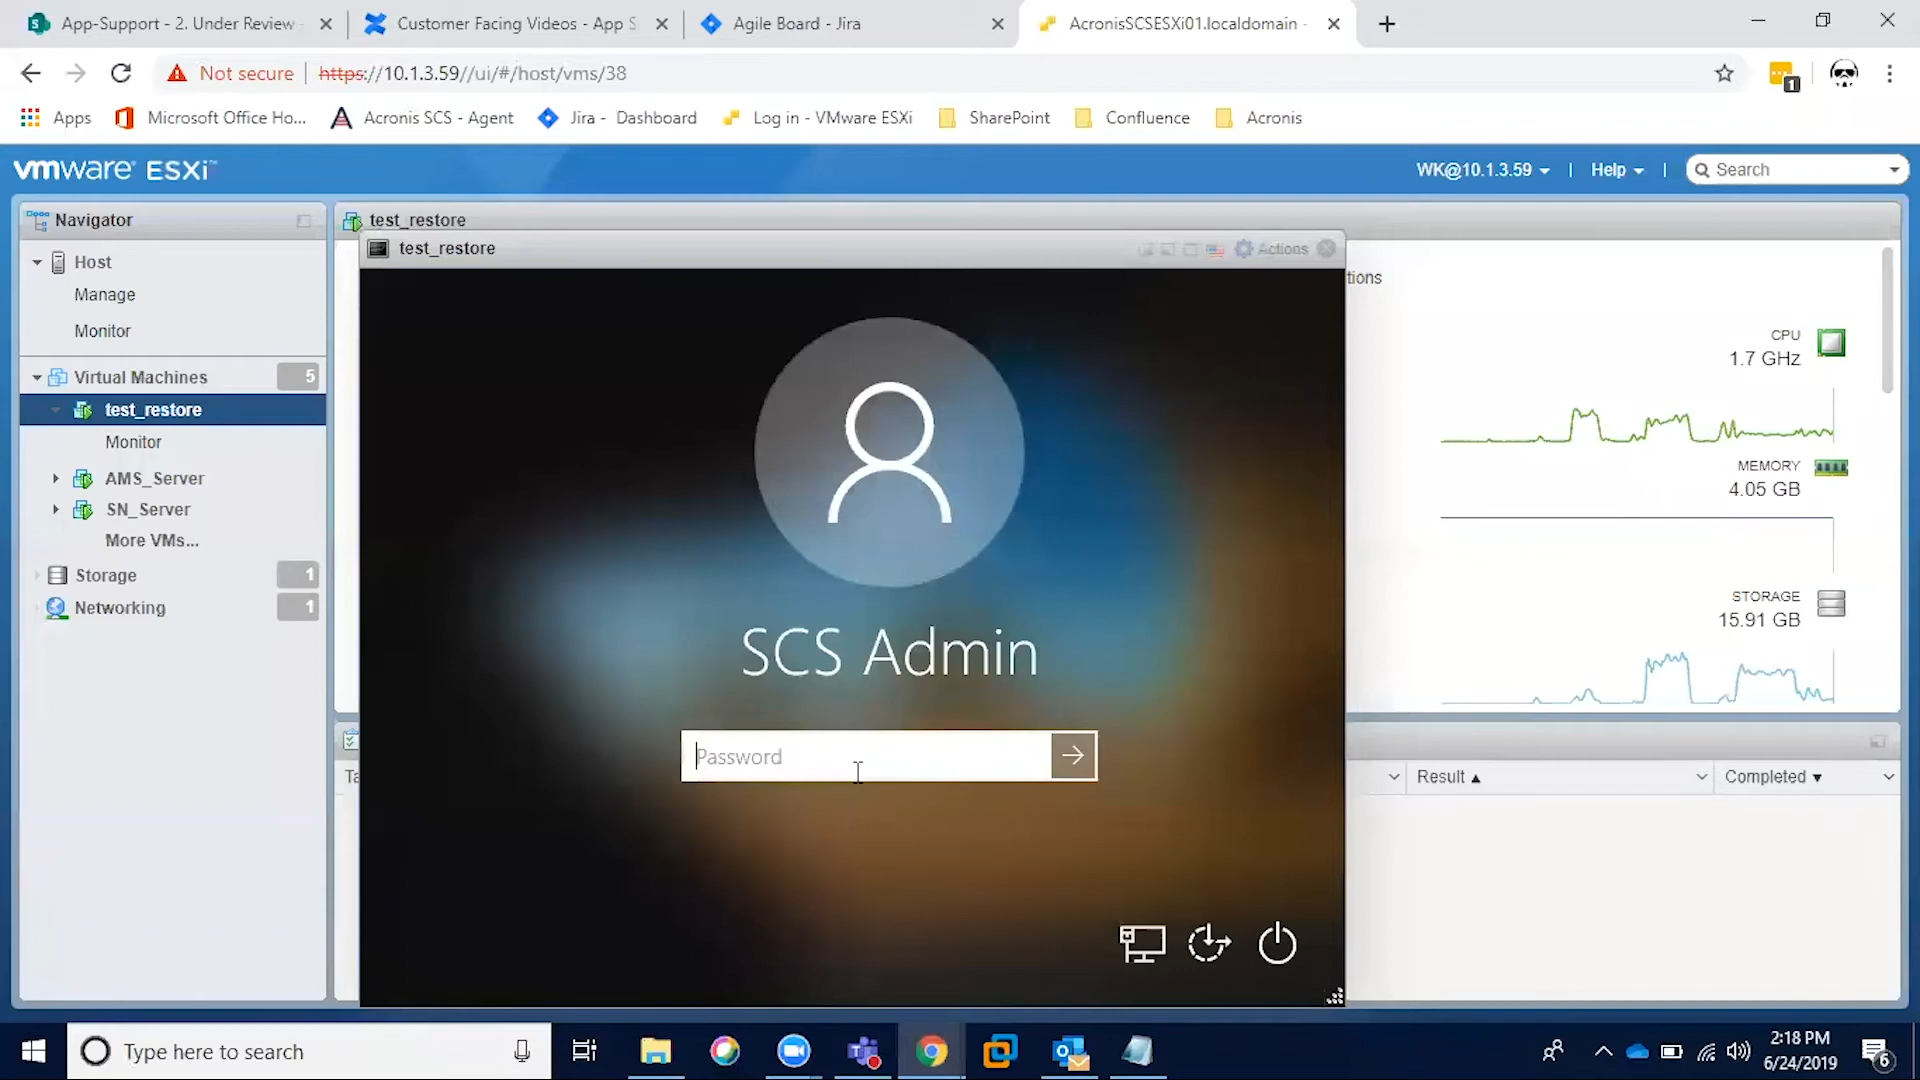 App-Support - 2. Under Review
Customer Facing Videos - App S
Agile Board - Jira
AcronisSCSESXi01.localdomain -
Not secure
https://10.1.3.59//ui/#/host/vms/38
1
Apps
Microsoft Office Ho...
Acronis SCS - Agent
Jira - Dashboard
Log in - VMware ESXi
SharePoint
Confluence
Acronis
vmware ESXi
WK@10.1.3.59
Help
Search
Navigator
Host
Manage
Monitor
Virtual Machines
5
test_restore
Monitor
AMS_Server
SN_Server
More VMs...
Storage
1
Networking
1
test_restore
test_restore
Actions
tions
CPU
1.7 GHz
MEMORY
4.05 GB
STORAGE
15.91 GB
SCS Admin
Password
Ta
Result
Completed
Type here to search
2:18 PM
6/24/2019
6